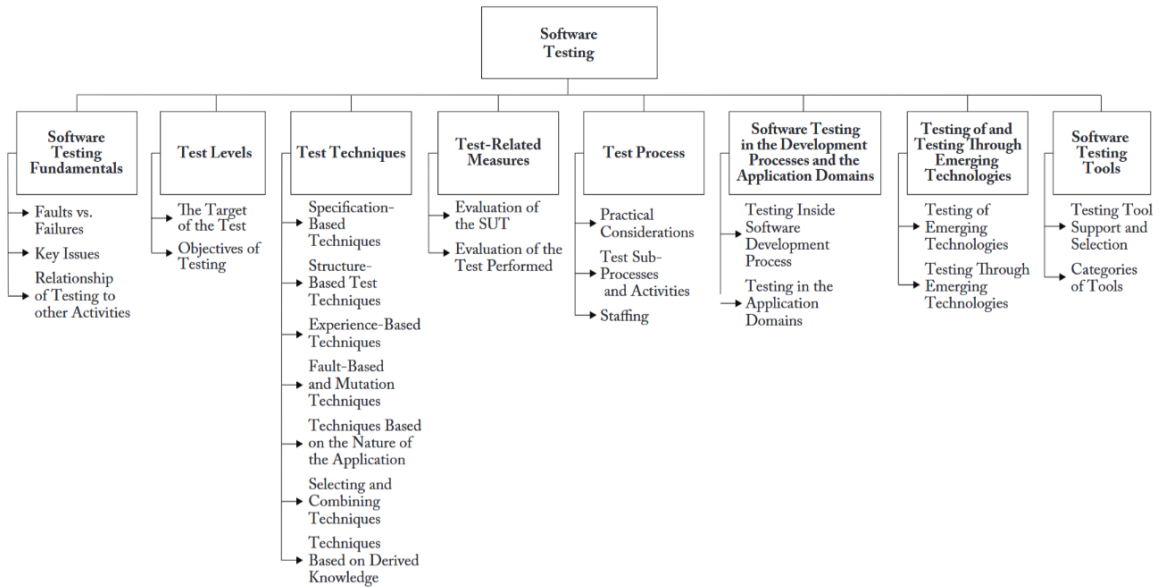 Software
Testing
Software
Testing
Fundamentals
Faults vs.
Failures
Key Issues
Relationship
of Testing to
other Activities
Test Levels
The Target
of the Test
Objectives of
Testing
Test Techniques
Specification-
Based
Techniques
Structure-
Based Test
Techniques
Experience-Based
Techniques
Fault-Based
and Mutation
Techniques
Techniques Based
on the Nature of
the Application
Selecting and
Combining
Techniques
Techniques
Based on Derived
Knowledge
Test-Related
Measures
Evaluation of
the SUT
Evaluation of the
Test Performed
Test Process
Practical
Considerations
Test Sub-
Processes
and Activities
Staffing
Software Testing
in the Development
Processes and the
Application Domains
Testing Inside
Software
Development
Process
Testing in the
Application
Domains
Testing of and
Testing Through
Emerging
Technologies
Testing of
Emerging
Technologies
Testing Through
Emerging
Technologies
Software
Testing
Tools
Testing Tool
Support and
Selection
Categories
of Tools